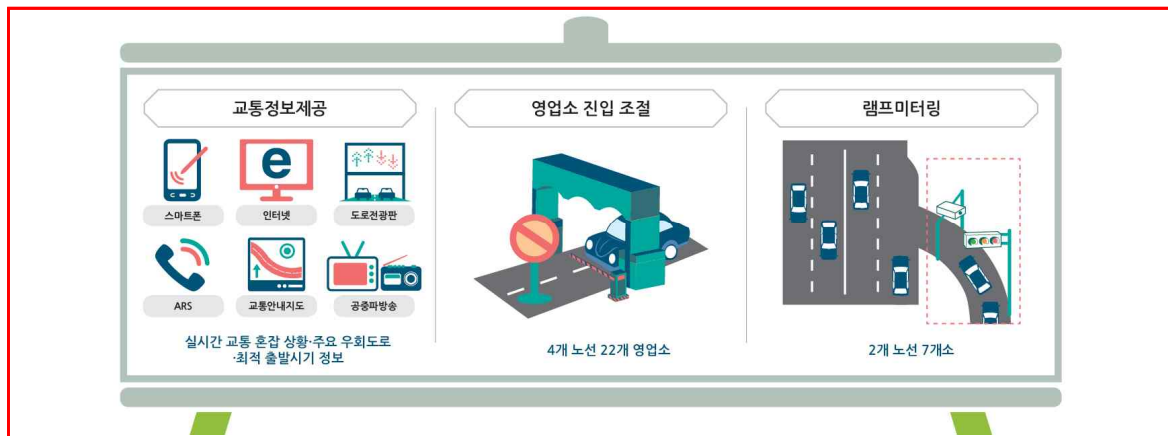 교통정보제공
스마트폰
인터넷
도로전광판
ARS
교통안내지도
공중파방송
실시간 교통 혼잡 상황·주요 우회도로
·최적 출발시기 정보
영업소 진입 조절
4개 노선 22개 영업소
램프미터링
2개 노선 7개소